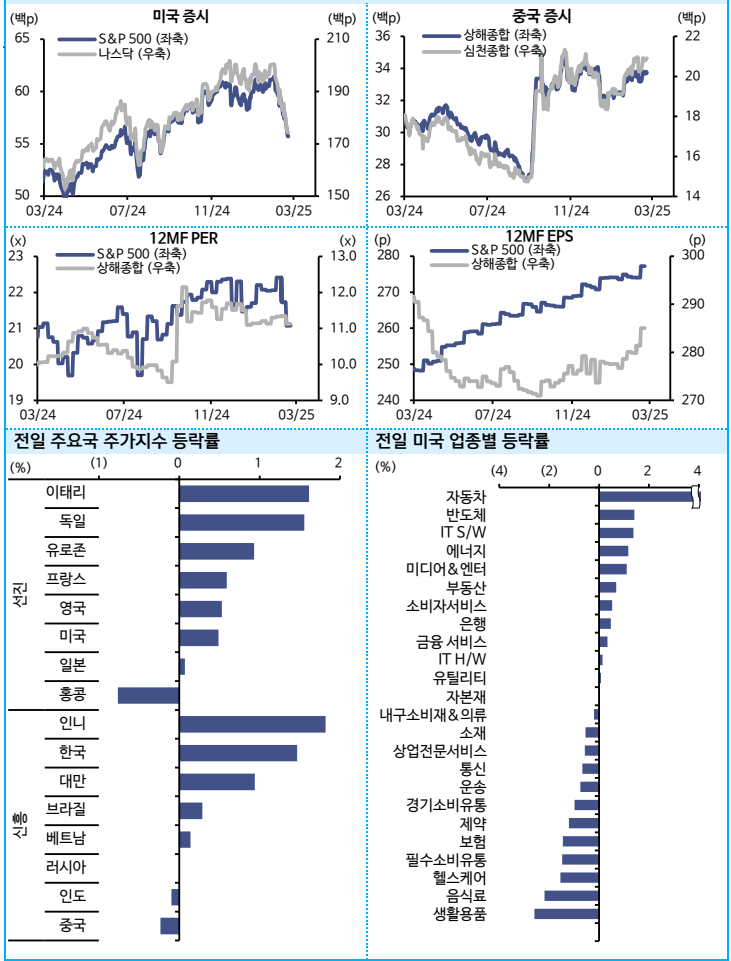 미국 증시
(백p)
(백p)
S&P 500 (좌축)
나스닥 (우축)
65
60
55
50
210
190
170
150
03/24 07/24 11/24 03/25
중국 증시
(백p)
(백p)
상해종합 (좌축)
심천종합 (우축)
36
34
32
30
28
26
22
20
18
16
14
03/24 07/24 11/24 03/25
12MF PER
(x)
(x)
S&P 500 (좌축)
상해종합 (우축)
23
22
21
20
19
13.0
12.0
11.0
10.0
9.0
03/24 07/24 11/24 03/25
12MF EPS
(p)
(p)
S&P 500 (좌축)
상해종합 (우축)
280
270
260
250
240
300
290
280
270
03/24 07/24 11/24 03/25
전일 주요국 주가지수 등락률
(%)
(1) 0 1 2
선진
이태리
독일
유로존
프랑스
영국
미국
일본
홍콩
신흥
인니
한국
대만
브라질
베트남
러시아
인도
중국
전일 미국 업종별 등락률
(%)
(4) (2) 0 2 4
자동차
반도체
IT S/W
에너지
미디어&엔터
부동산
소비자서비스
은행
금융 서비스
IT H/W
유틸리티
자본재
내구소비재&의류
소재
상업전문서비스
통신
운송
경기소비유통
제약
보험
필수소비유통
헬스케어
음식료
생활용품